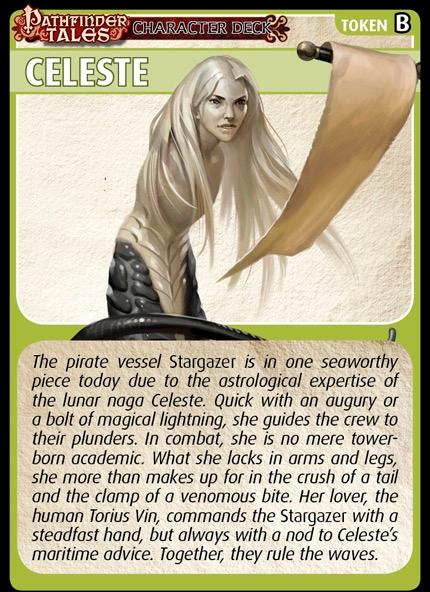 PATHFINDER
TALES
CHARACTER DECK
TOKEN B
CELESTE
The pirate vessel Stargazer is in one seaworthy
piece today due to the astrological expertise of
the lunar naga Celeste. Quick with an augury or
a bolt of magical lightning, she guides the crew to
their plunders. In combat, she is no mere tower-
born academic. What she lacks in arms and legs,
she more than makes up for in the crush of a tail
and the clamp of a venomous bite. Her lover, the
human Torius Vin, commands the Stargazer with a
steadfast hand, but always with a nod to Celeste's
maritime advice. Together, they rule the waves.